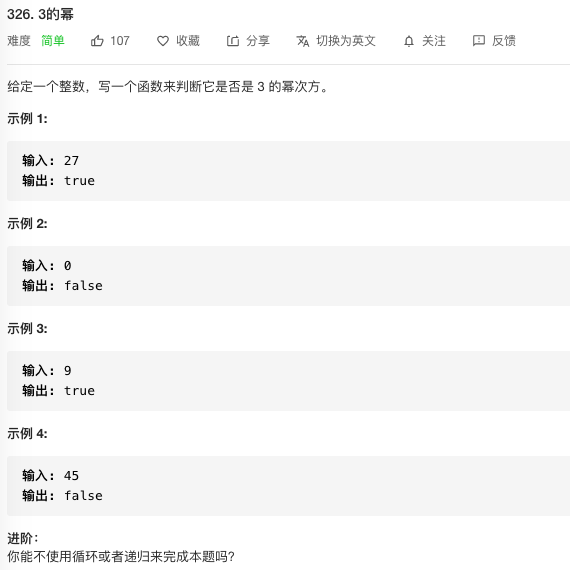 326. 3的幂
难度 简单 107 收藏 分享 切换为英文 关注 反馈
给定一个整数，写一个函数来判断它是否是 3 的幂次方。
示例 1:
输入: 27
输出: true
示例 2:
输入: 0
输出: false
示例 3:
输入: 9
输出: true
示例 4:
输入: 45
输出: false
进阶：
你能不使用循环或者递归来完成本题吗？